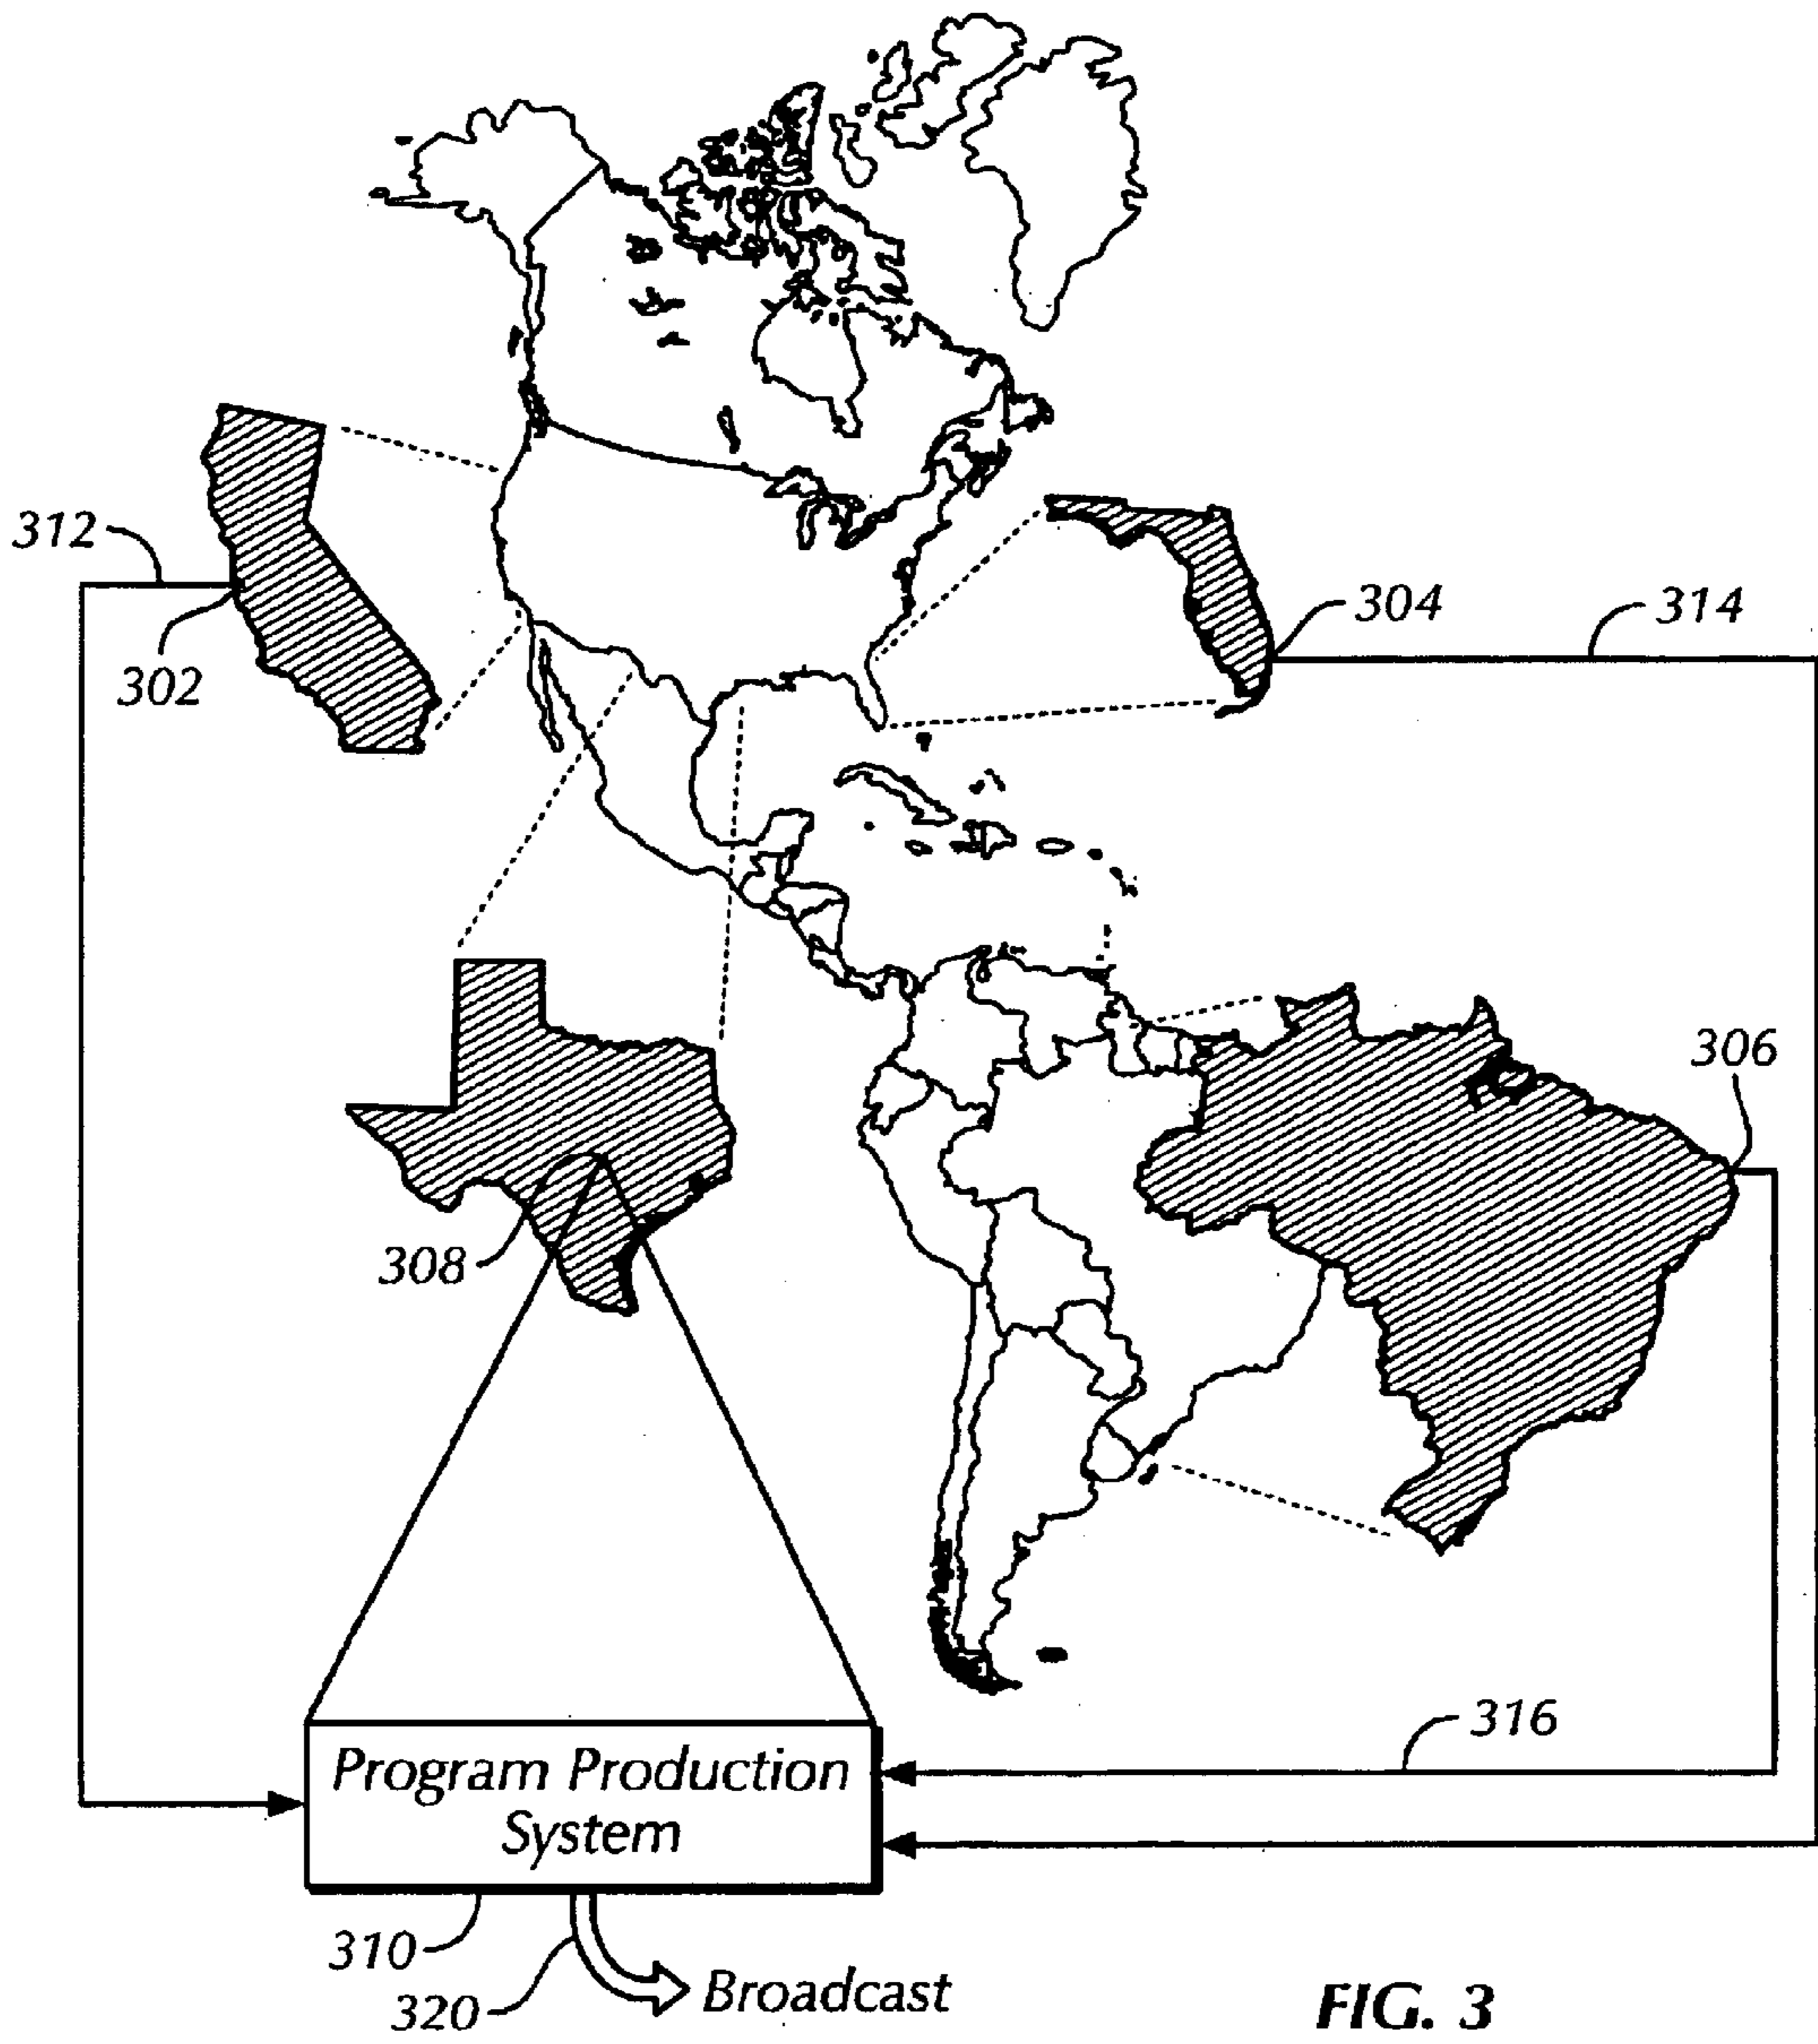 312
302
304
314
306
308
316
Program Production
System
310
320
Broadcast
FIG. 3